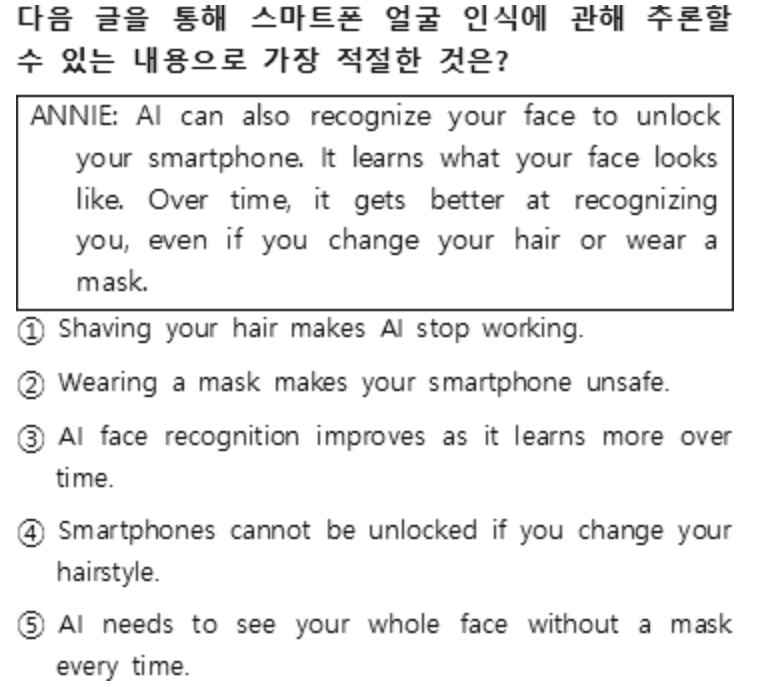 다음 글을 통해 스마트폰 얼굴 인식에 관해 추론할
수 있는 내용으로 가장 적절한 것은?
ANNIE: AI can also recognize your face to unlock
your smartphone. It learns what your face looks
like. Over time, it gets better at recognizing
you, even if you change your hair or wear a
mask.
① Shaving your hair makes AI stop working.
② Wearing a mask makes your smartphone unsafe.
③ AI face recognition improves as it learns more over
time.
④ Smartphones cannot be unlocked if you change your
hairstyle.
⑤ AI needs to see your whole face without a mask
every time.